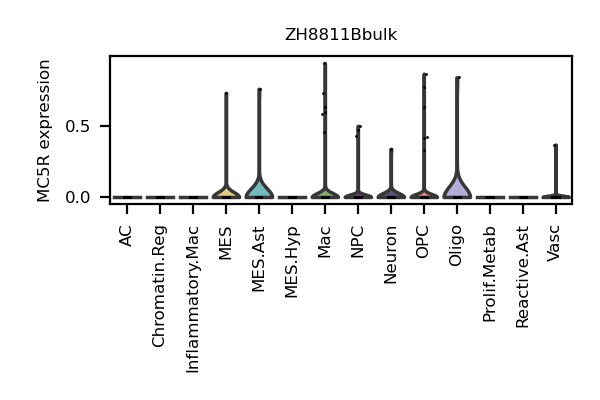 ZH8811Bbulk
MC5R expression
0.5
0.0
AC
Chromatin.Reg
Inflammatory.Mac
MES
MES.Ast
MES.Hyp
Mac
NPC
Neuron
OPC
Oligo
Prolif.Metab
Reactive.Ast
Vasc